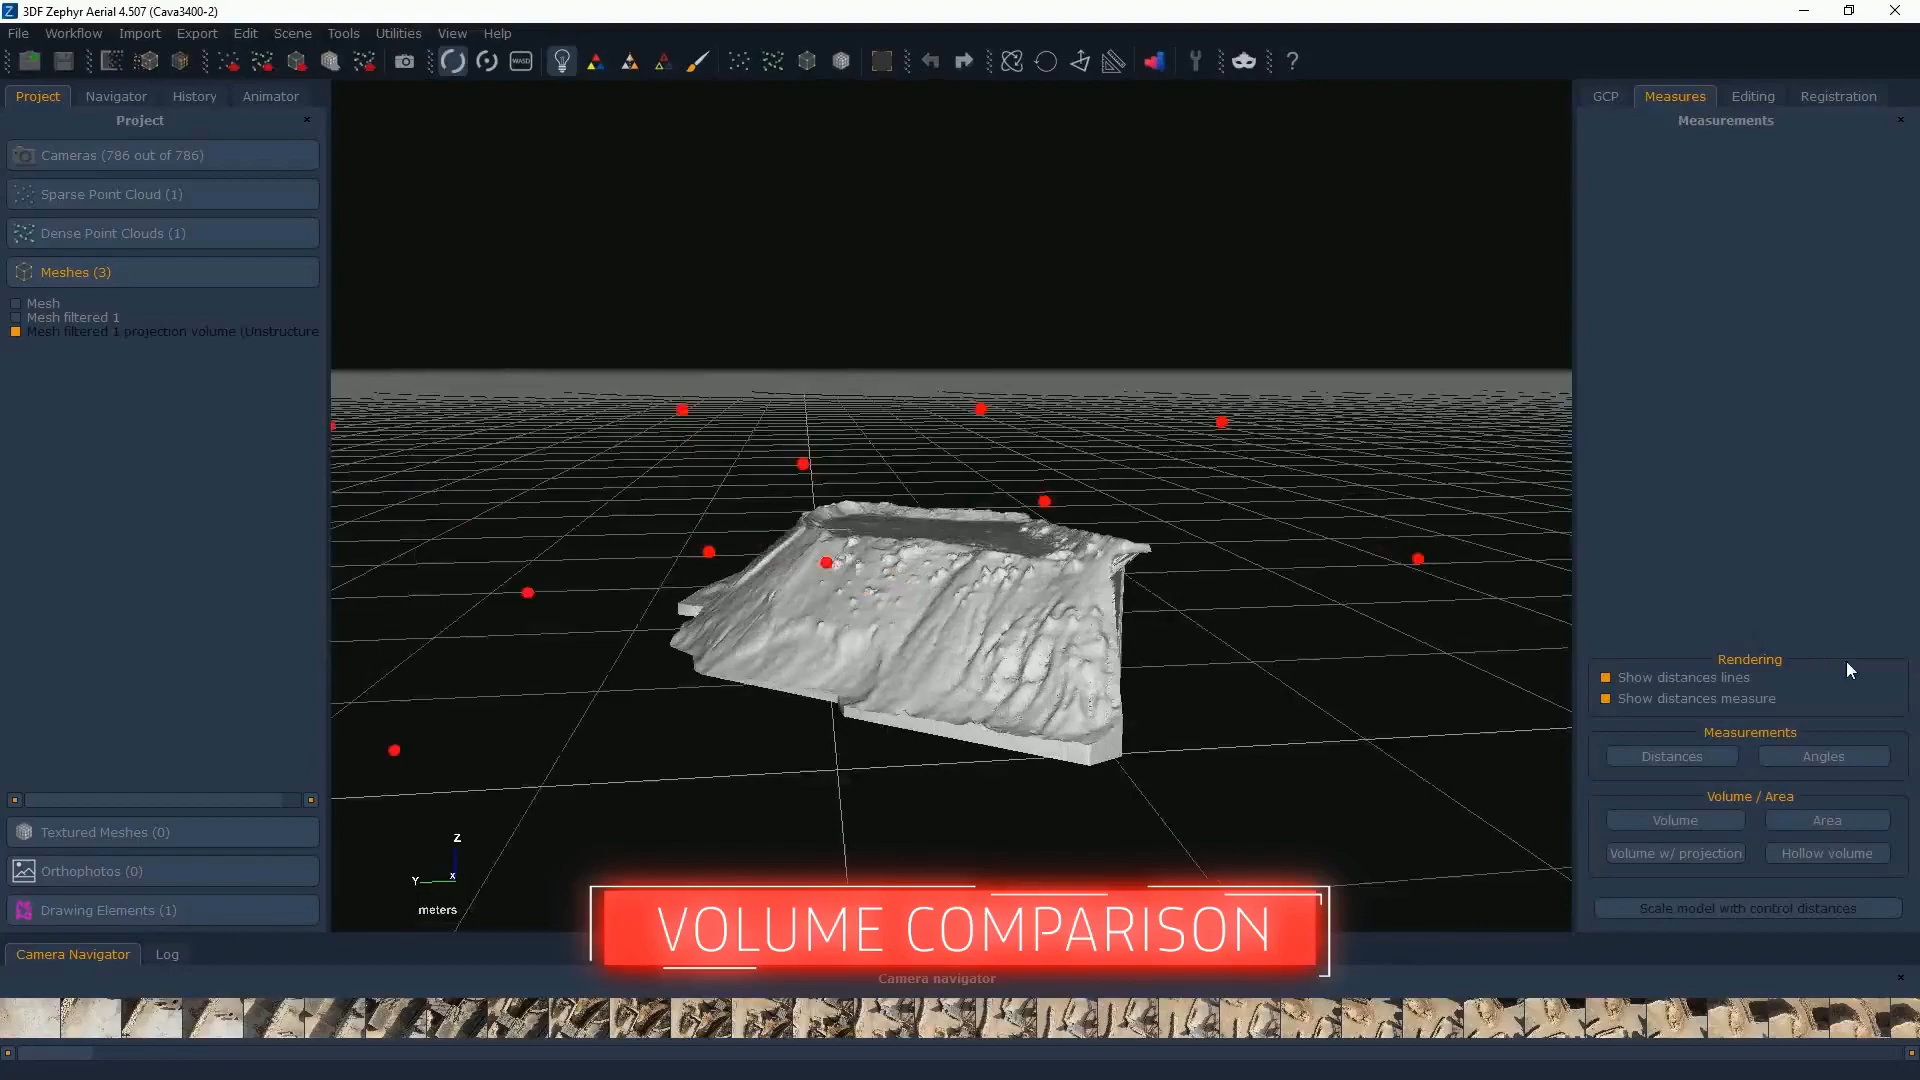 3DF Zephyr Aerial 4.507 (Cava3400-2)
File Workflow Import Export Edit Scene Tools Utilities View Help
WASD
?
Project Navigator History Animator
Project
Cameras (786 out of 786)
Sparse Point Cloud (1)
Dense Point Clouds (1)
Meshes (3)
Mesh
Mesh filtered 1
Mesh filtered 1 projection volume (Unstructure
Textured Meshes (0)
Orthophotos (0)
Drawing Elements (1)
Z
Y
X
meters
VOLUME COMPARISON
GCP Measures Editing Registration
Measurements
Rendering
Show distances lines
Show distances measure
Measurements
Distances Angles
Volume / Area
Volume Area
Volume w/ projection Hollow volume
Scale model with control distances
Camera Navigator Log
Camera navigator